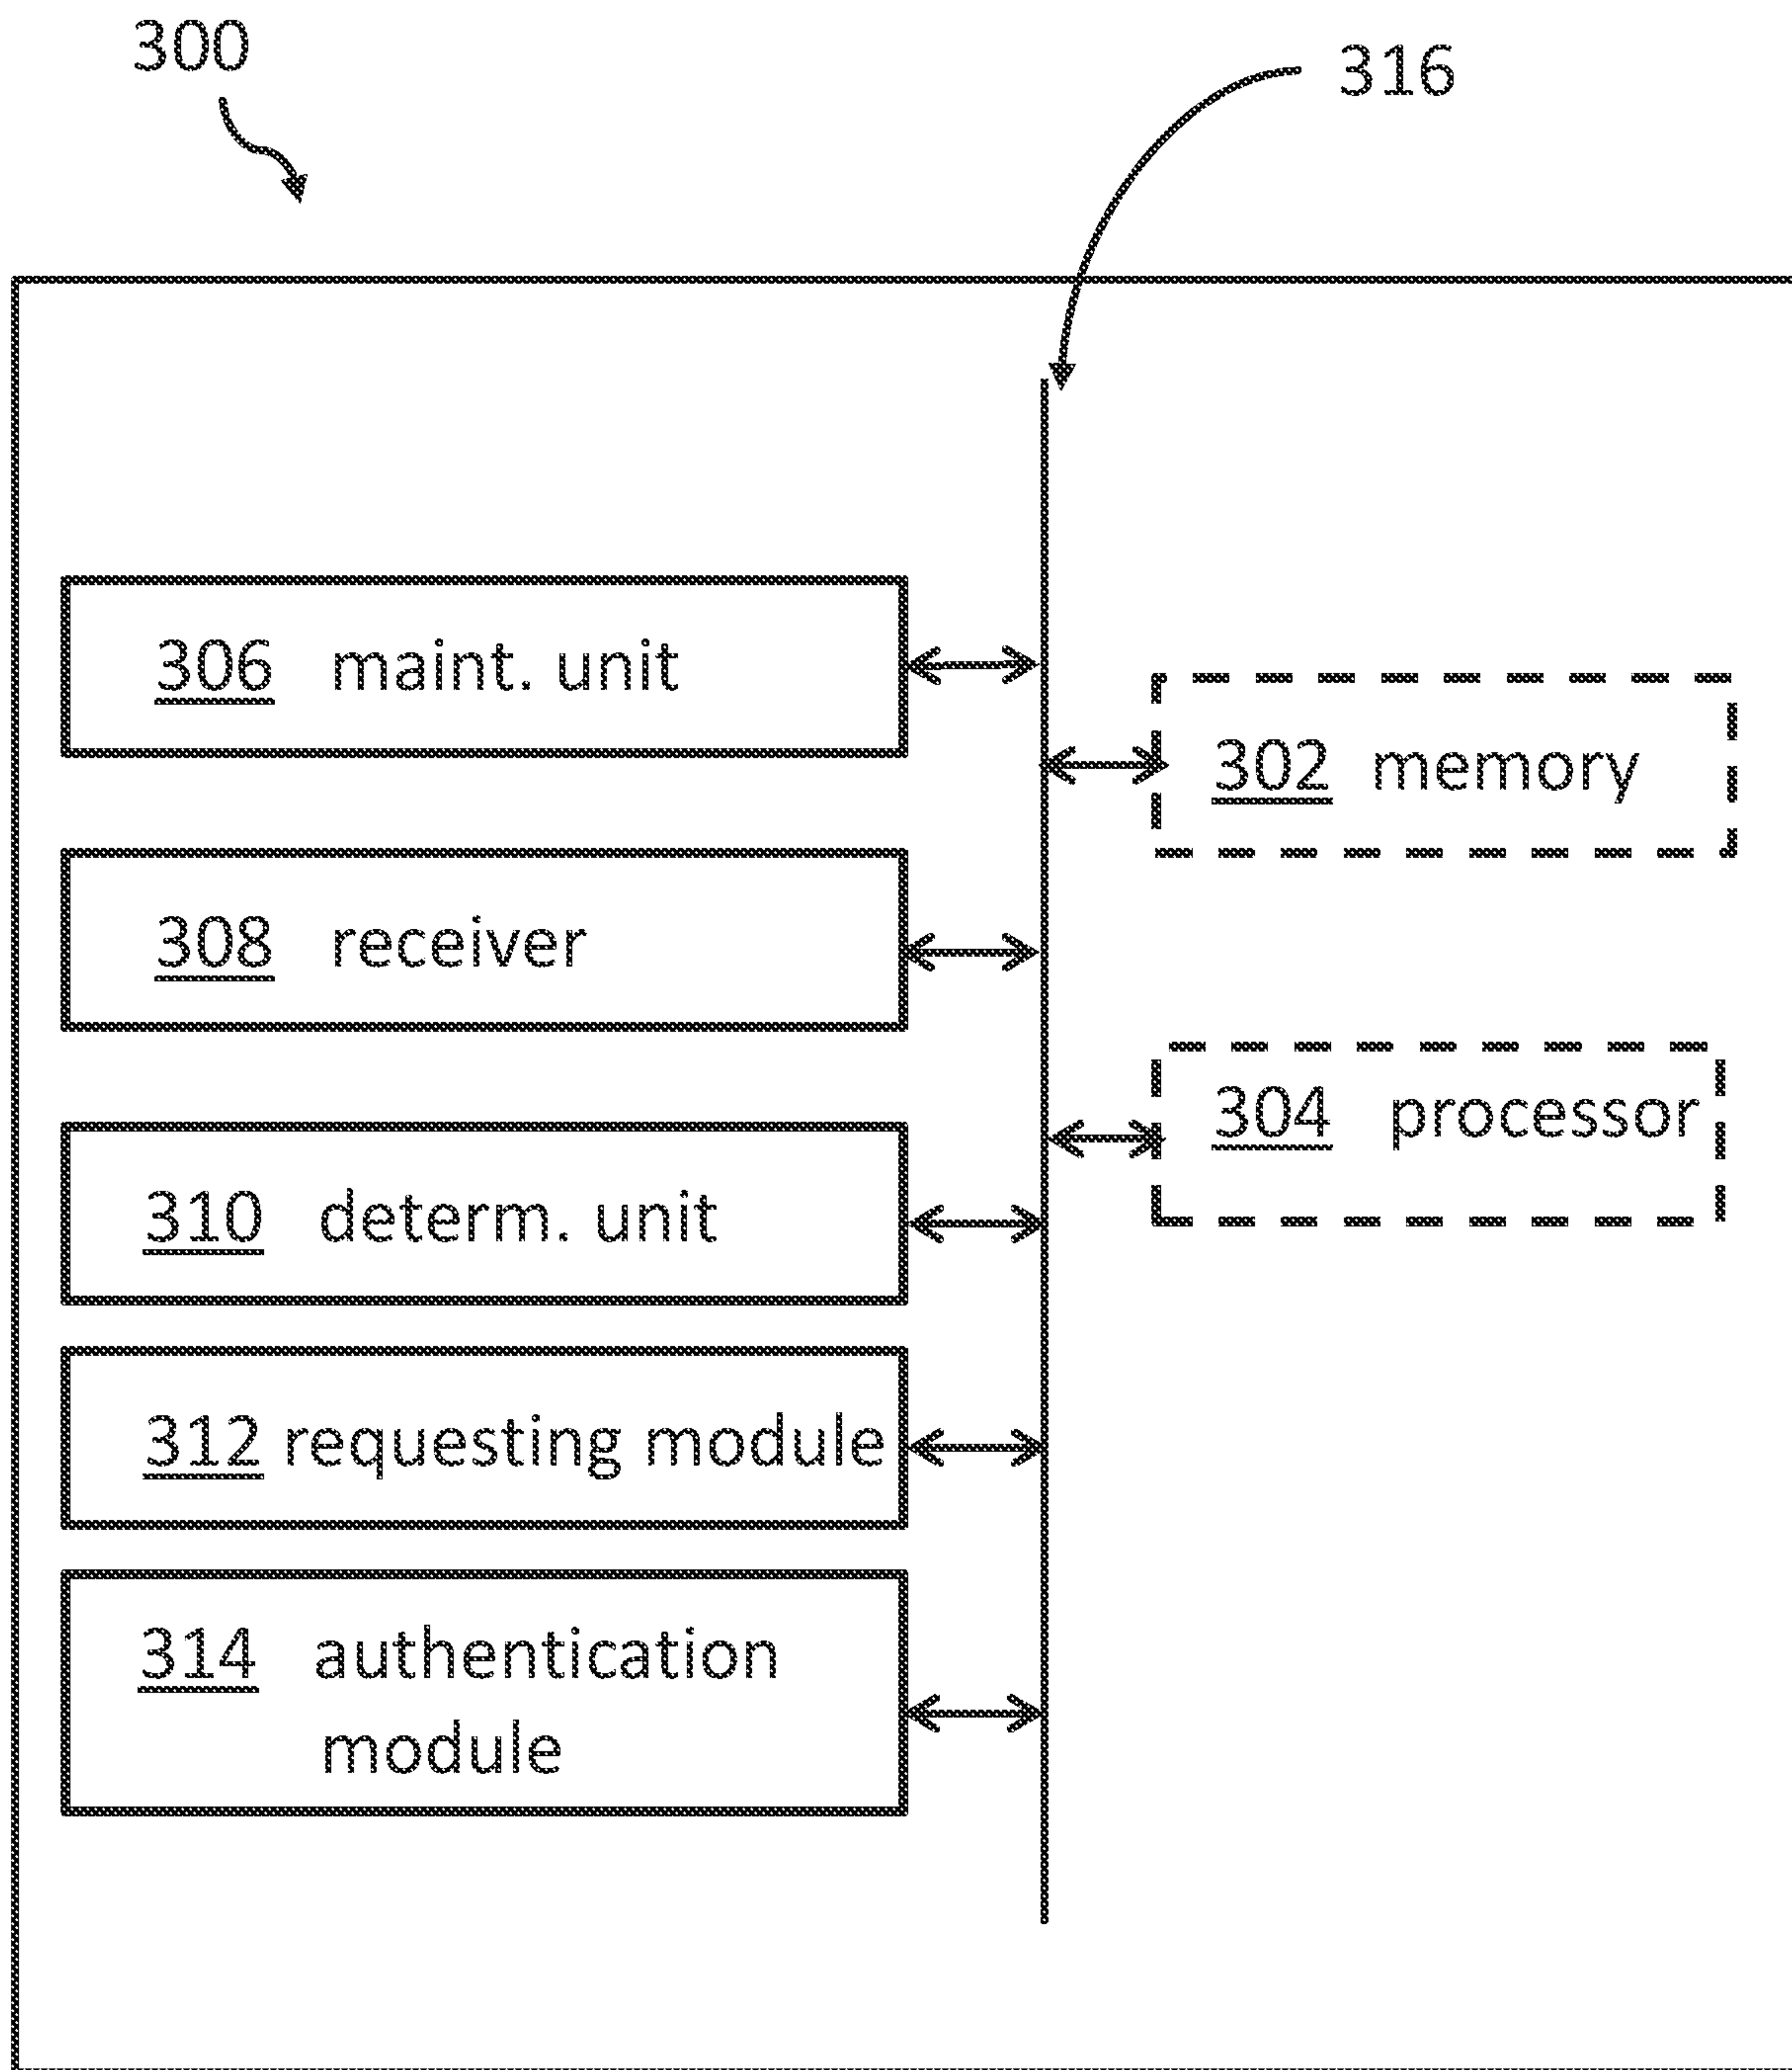 300
316
306 maint. unit
302 memory
308 receiver
304 processor
310 determ. unit
312 requesting module
314 authentication
module